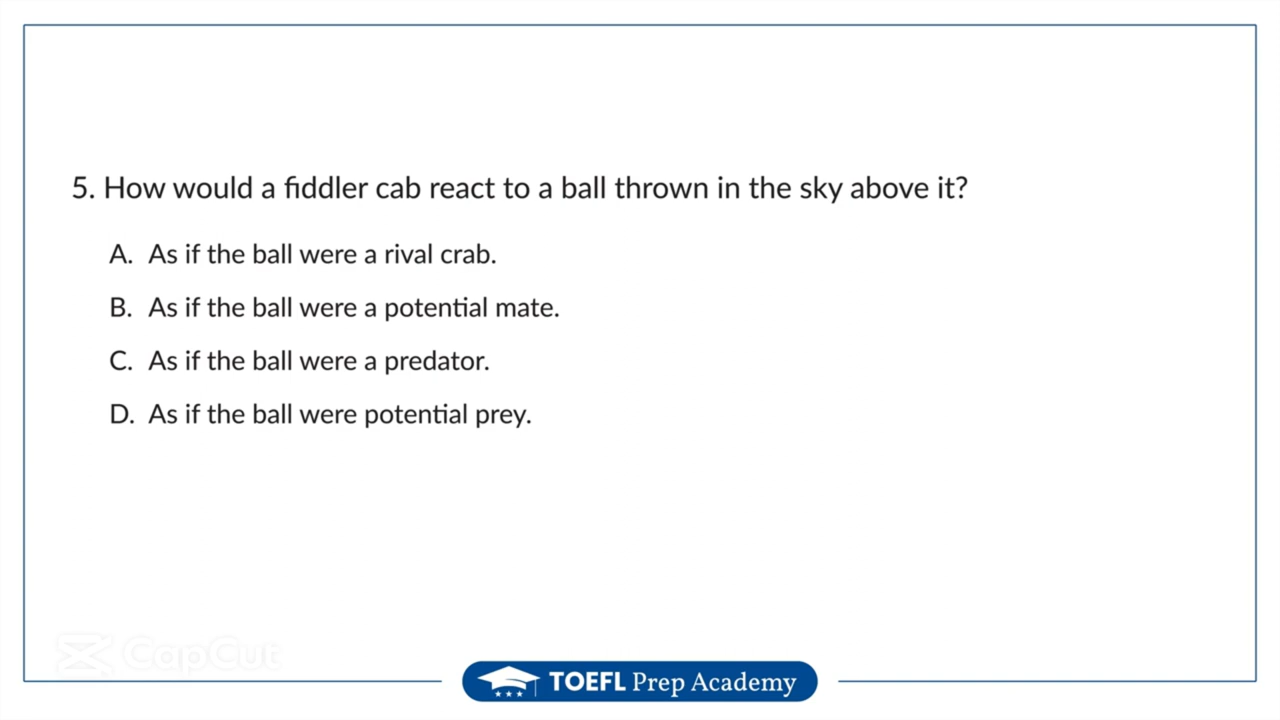 5. How would a fiddler cab react to a ball thrown in the sky above it?
A. As if the ball were a rival crab.
B. As if the ball were a potential mate.
C. As if the ball were a predator.
D. As if the ball were potential prey.
CapCut
TOEFL Prep Academy